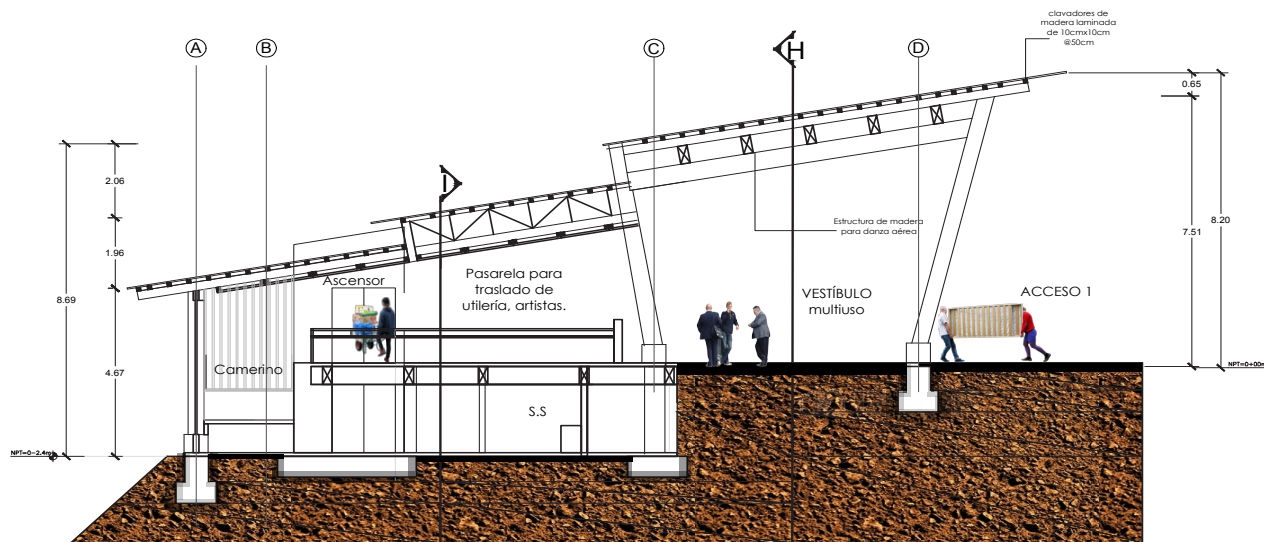 clavadores de
madera laminada
de 10cmx10cm
@50cm
A
B
C
H
D
0.65
2.06
I
8.20
7.51
Estructura de madera
para danza aérea
1.96
8.69
Ascensor
Pasarela para
traslado de
utilería, artistas.
VESTÍBULO
multiuso
ACCESO 1
Camerino
4.67
NPT=0+00m
S.S
NPT=0-2.4m